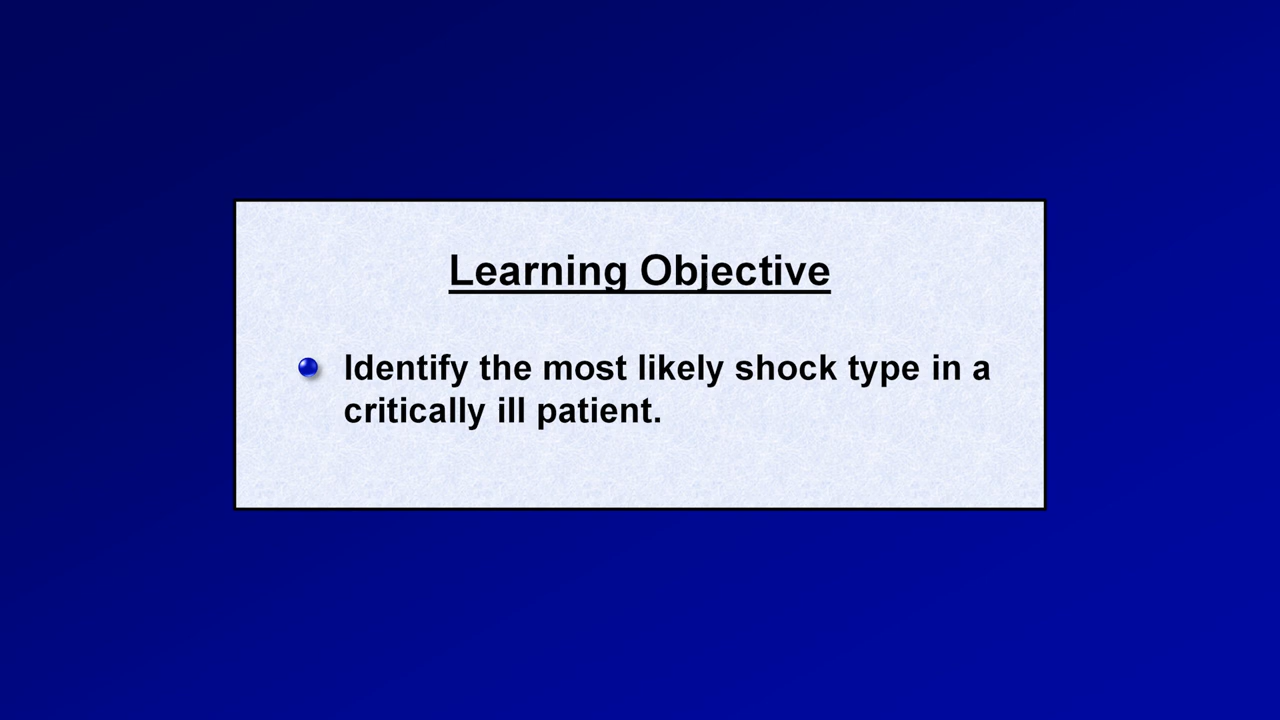 Learning Objective
Identify the most likely shock type in a
critically ill patient.